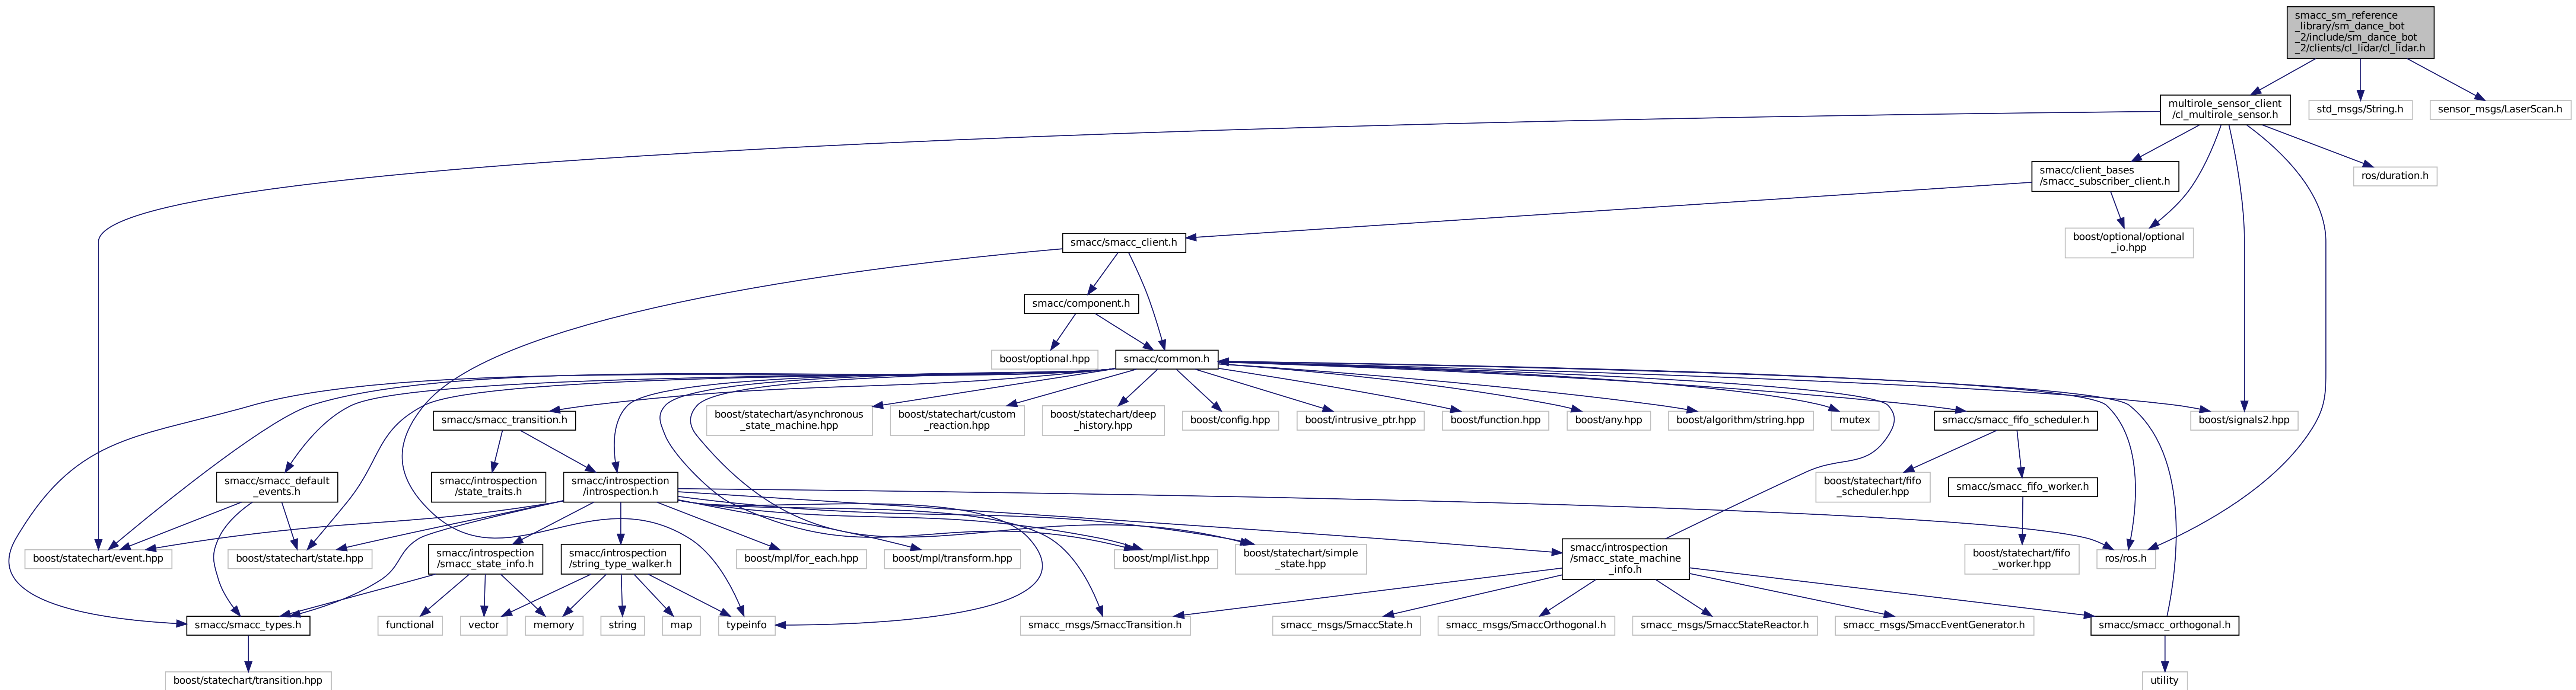 smacc_sm_reference
_library/sm_dance_bot
_2/include/sm_dance_bot
_2/clients/cl_lidar/cl_lidar.h
multirole_sensor_client
/cl_multirole_sensor.h
std_msgs/String.h
sensor_msgs/LaserScan.h
smacc/client_bases
/smacc_subscriber_client.h
ros/duration.h
smacc/smacc_client.h
boost/optional/optional
_io.hpp
smacc/component.h
boost/optional.hpp
smacc/common.h
smacc/smacc_transition.h
boost/statechart/asynchronous
_state_machine.hpp
boost/statechart/custom
_reaction.hpp
boost/statechart/deep
_history.hpp
boost/config.hpp
boost/intrusive_ptr.hpp
boost/function.hpp
boost/any.hpp
boost/algorithm/string.hpp
mutex
smacc/smacc_fifo_scheduler.h
boost/signals2.hpp
smacc/smacc_default
_events.h
smacc/introspection
/state_traits.h
smacc/introspection
/introspection.h
boost/statechart/fifo
_scheduler.hpp
smacc/smacc_fifo_worker.h
boost/statechart/event.hpp
boost/statechart/state.hpp
smacc/introspection
/smacc_state_info.h
smacc/introspection
/string_type_walker.h
boost/mpl/for_each.hpp
boost/mpl/transform.hpp
boost/mpl/list.hpp
boost/statechart/simple
_state.hpp
smacc/introspection
/smacc_state_machine
_info.h
boost/statechart/fifo
_worker.hpp
ros/ros.h
smacc/smacc_types.h
functional
vector
memory
string
map
typeinfo
smacc_msgs/SmaccTransition.h
smacc_msgs/SmaccState.h
smacc_msgs/SmaccOrthogonal.h
smacc_msgs/SmaccStateReactor.h
smacc_msgs/SmaccEventGenerator.h
smacc/smacc_orthogonal.h
boost/statechart/transition.hpp
utility